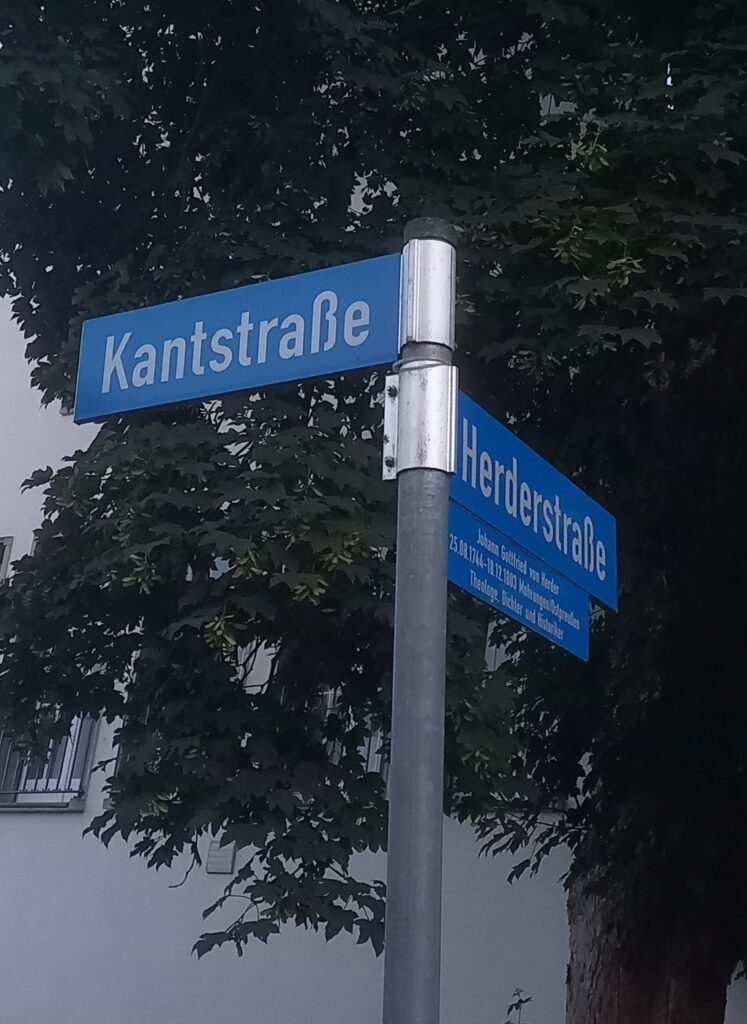 Kantstraße
Herderstraße
Johann Gottfried von Herder
25.08.1744-18.12.1803 Mohrungen/Ostpreußen
Theologe, Dichter und Historiker